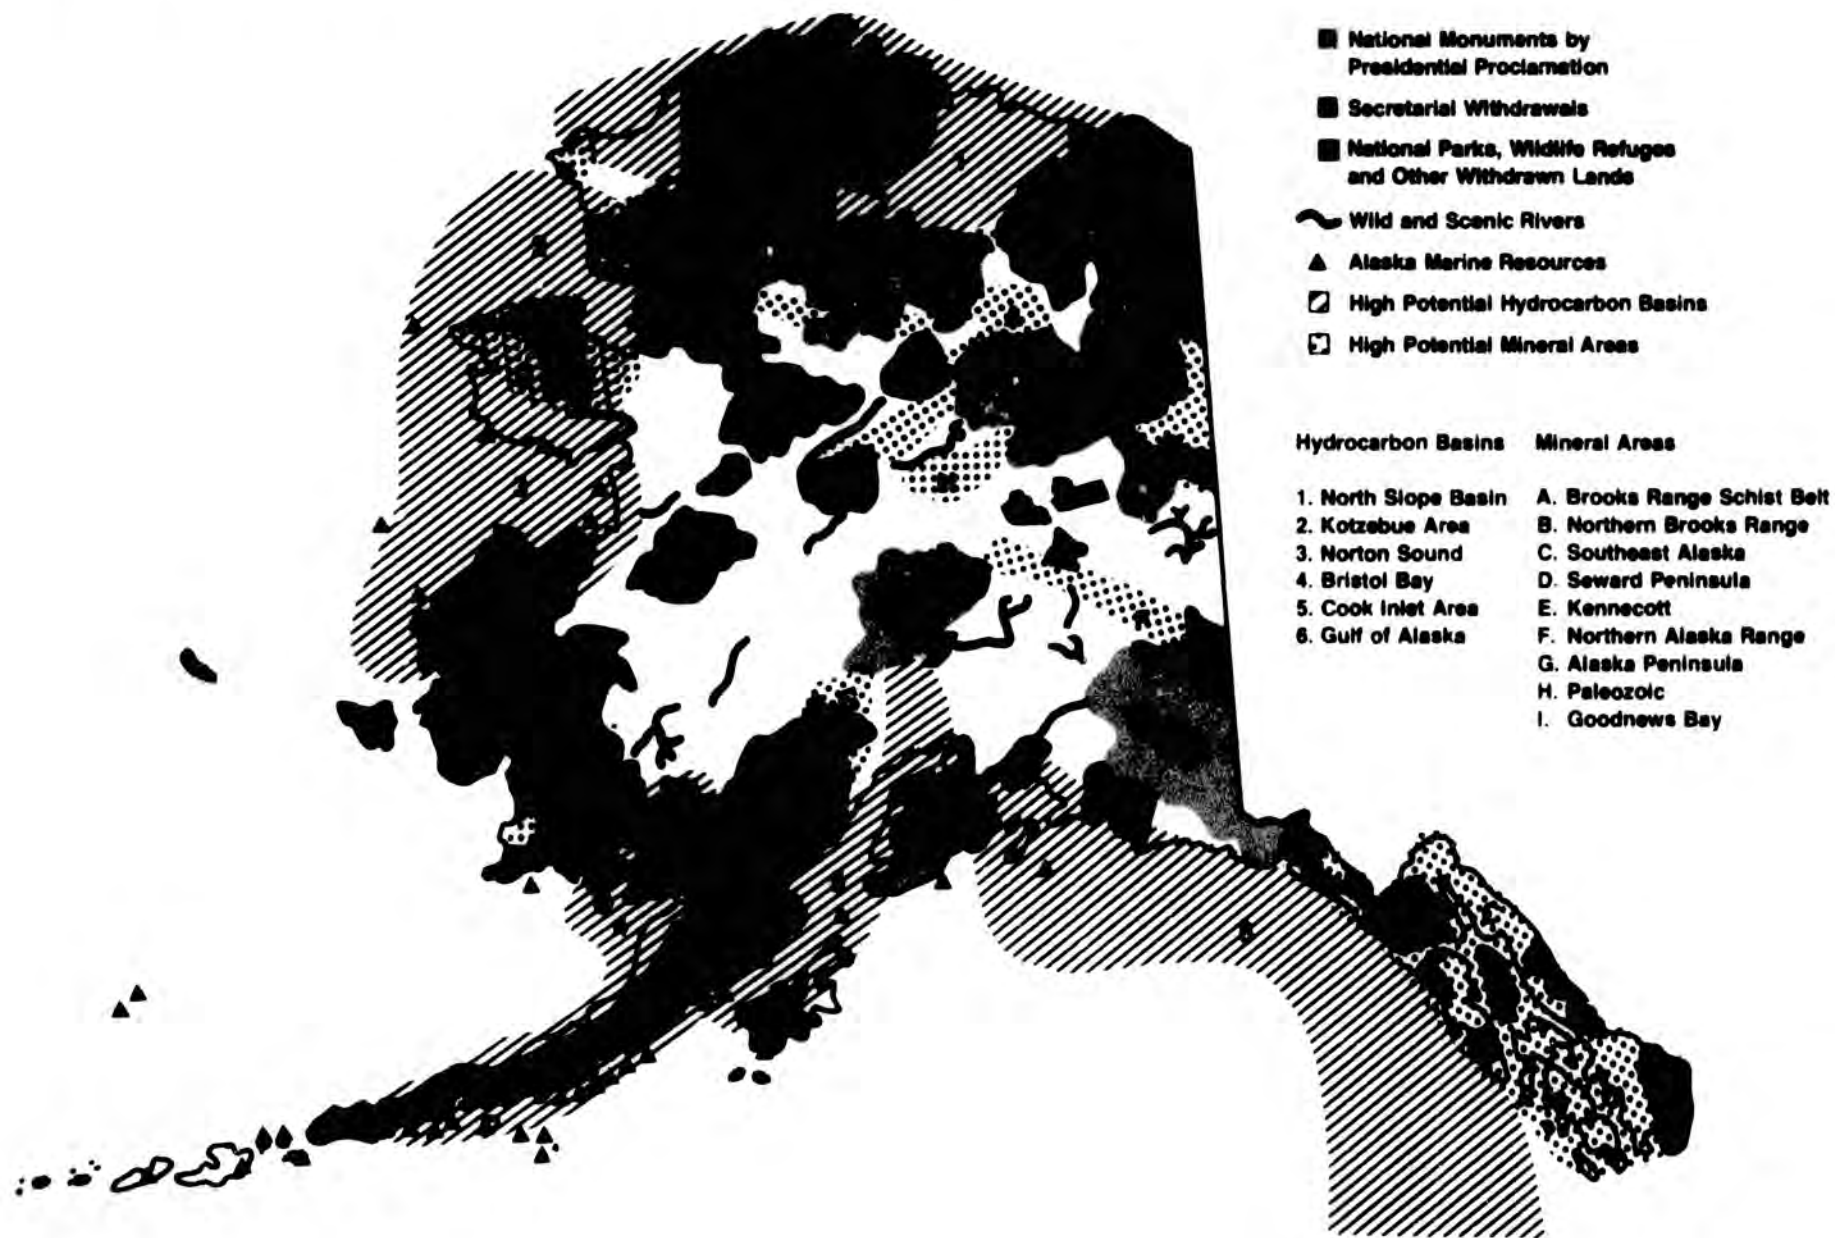 National Monuments by
Presidential Proclamation
Secretarial Withdrawals
National Parks, Wildlife Refuges
and Other Withdrawn Lands
Wild and Scenic Rivers
Alaska Marine Resources
High Potential Hydrocarbon Basins
High Potential Mineral Areas
Hydrocarbon Basins
1. North Slope Basin
2. Kotzebue Area
3. Norton Sound
4. Bristol Bay
5. Cook Inlet Area
6. Gulf of Alaska
Mineral Areas
A. Brooks Range Schist Belt
B. Northern Brooks Range
C. Southeast Alaska
D. Seward Peninsula
E. Kennecott
F. Northern Alaska Range
G. Alaska Peninsula
H. Paleozoic
I. Goodnews Bay